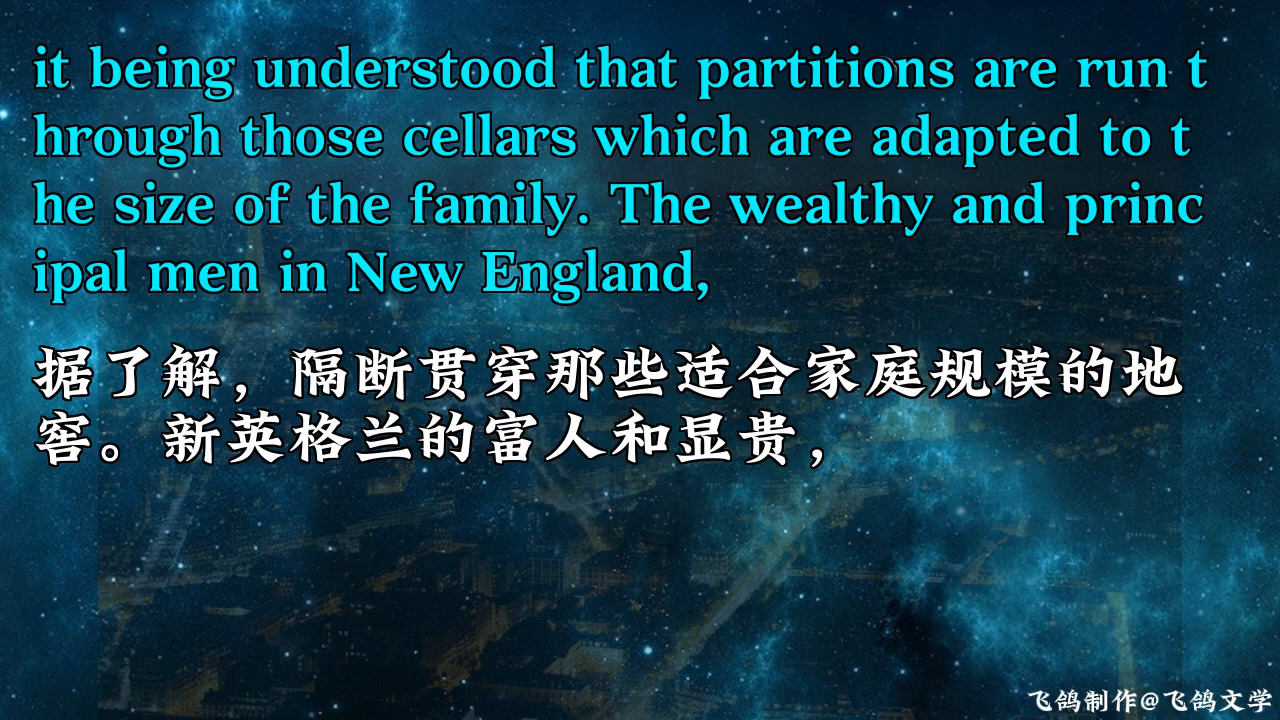 it being understood that partitions are run t
hrough those cellars which are adapted to t
he size of the family. The wealthy and princ
ipal men in New England,
据了解，隔断贯穿那些适合家庭规模的地
窖。新英格兰的富人和显贵，
飞鸽制作@飞鸽文学